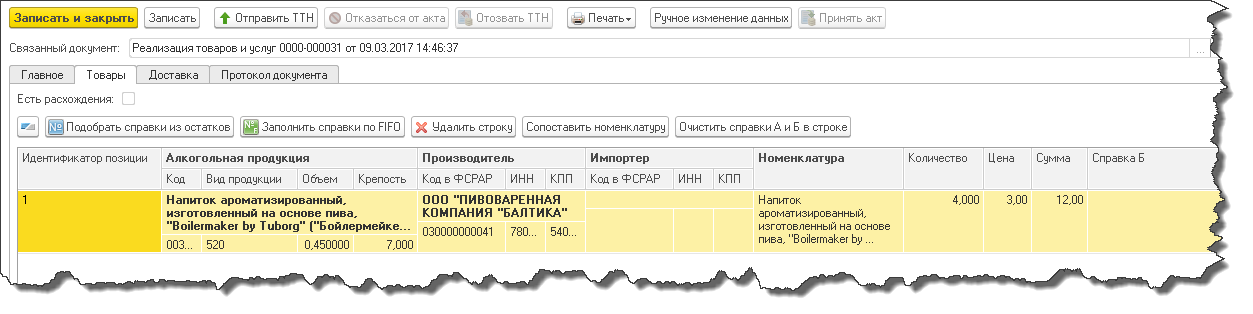 Записать и закрыть Записать Отправить ТТН Отказаться от акта Отозвать ТТН Печать Ручное изменение данных Принять акт
Связанный документ: Реализация товаров и услуг 0000-000031 от 09.03.2017 14:46:37 ...
Главное Товары Доставка Протокол документа
Есть расхождения:
Подобрать справки из остатков Заполнить справки по FIFO Удалить строку Сопоставить номенклатуру Очистить справки А и Б в строке
Идентификатор позиции Алкогольная продукция Производитель Импортер Номенклатура Количество Цена Сумма Справка Б
Код Вид продукции Объем Крепость Код в ФСРАР ИНН КПП Код в ФСРАР ИНН КПП
1 Напиток ароматизированный, ООО "ПИВОВАРЕННАЯ Напиток 4,000 3,00 12,00
изготовленный на основе пива, КОМПАНИЯ "БАЛТИКА" ароматизированный,
"Boilermaker by Tuborg" ("Бойлермейке... 030000000041 780... 540... изготовленный на основе
003... 520 0,450000 7,000 пива, "Boilermaker by ...